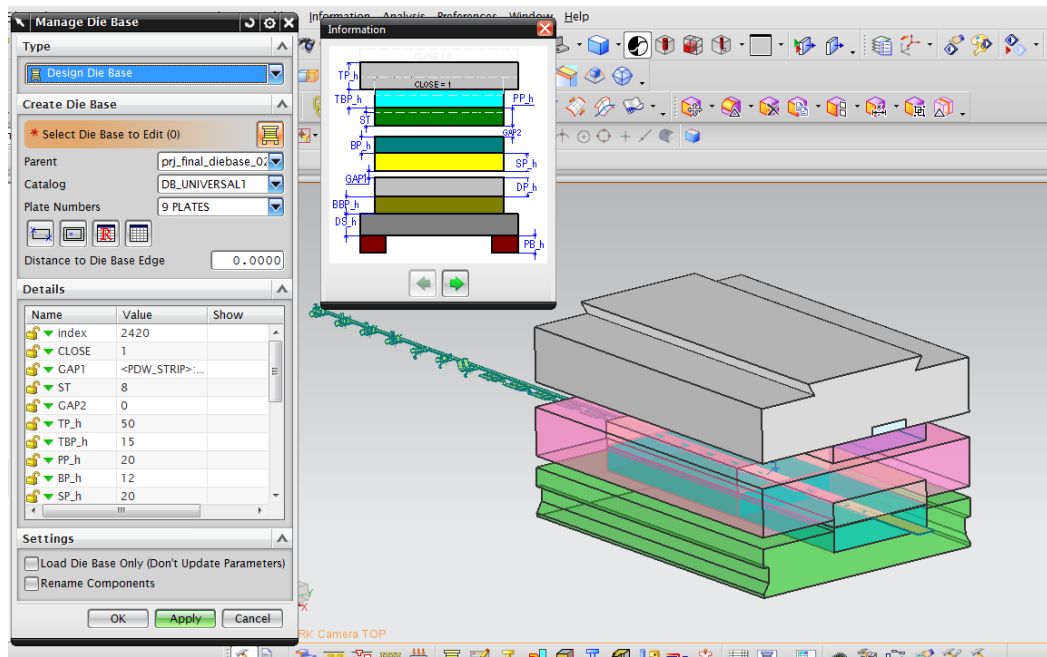 Manage Die Base
Information Analysis Preferences Window Help
Type
Design Die Base
Create Die Base
* Select Die Base to Edit (0)
Parent
prj_final_diebase_02
Catalog
DB_UNIVERSAL1
Plate Numbers
9 PLATES
Distance to Die Base Edge
0.0000
Details
Name Value Show
index 2420
CLOSE 1
GAP1 <PDW_STRIP>:...
ST 8
GAP2 0
TP_h 50
TBP_h 15
PP_h 20
BP_h 12
SP_h 20
Settings
Load Die Base Only (Don't Update Parameters)
Rename Components
OK Apply Cancel
Information
TP_h
CLOSE = 1
TBP_h
PP_h
ST
GAP2
BP_h
SP_h
GAP1
DP_h
BBP_h
DS_h
PB_h
RK Camera TOP